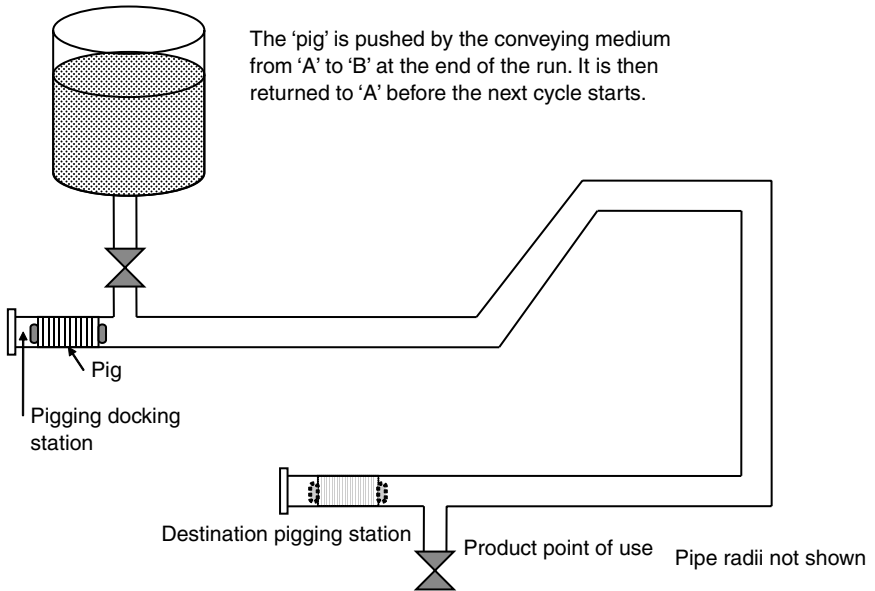 The ‘pig’ is pushed by the conveying medium
from ‘A’ to ‘B’ at the end of the run. It is then
returned to ‘A’ before the next cycle starts.
Pig
Pigging docking
station
Destination pigging station
Product point of use
Pipe radii not shown